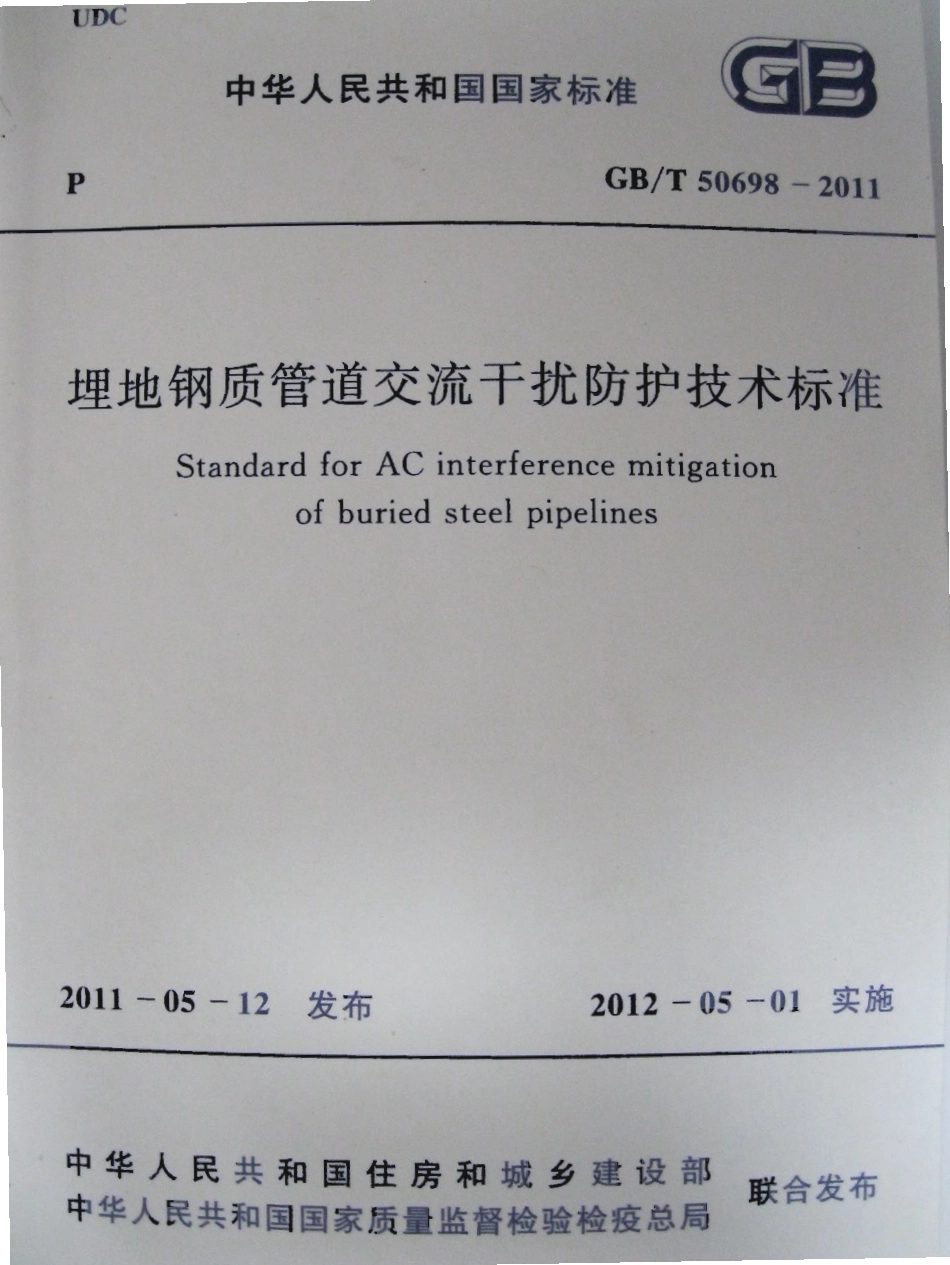 UDC
中华人民共和国国家标准
GB
P
GB/T 50698－2011
埋地钢质管道交流干扰防护技术标准
Standard for AC interference mitigation
of buried steel pipelines
2011－05－12 发布
2012－05－01 实施
中华人民共和国住房和城乡建设部
中华人民共和国国家质量监督检验检疫总局
联合发布